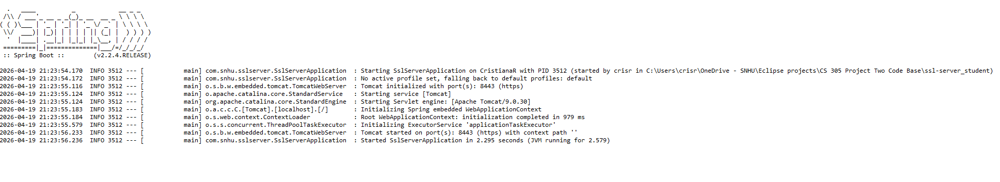 .   ____          _            __ _ _
 /\\ / ___'_ __ _ _(_)_ __  __ _ \ \ \ \
( ( )\___ | '_ | '_| | '_ \/ _` | \ \ \ \
 \\/  ___)| |_)| | | | | || (_| |  ) ) ) )
  '  |____| .__|_| |_|_| |_\__, | / / / /
 =========|_|==============|___/=/_/_/_/
 :: Spring Boot ::        (v2.2.4.RELEASE)
2026-04-19 21:23:54.170  INFO 3512 --- [           main] com.snhu.sslserver.SslServerApplication  : Starting SslServerApplication on CristianaR with PID 3512 (started by crisr in C:\Users\crisr\OneDrive - SNHU\Eclipse projects\CS 305 Project Two Code Base\ssl-server_student)
2026-04-19 21:23:54.172  INFO 3512 --- [           main] com.snhu.sslserver.SslServerApplication  : No active profile set, falling back to default profiles: default
2026-04-19 21:23:55.116  INFO 3512 --- [           main] o.s.b.w.embedded.tomcat.TomcatWebServer  : Tomcat initialized with port(s): 8443 (https)
2026-04-19 21:23:55.124  INFO 3512 --- [           main] o.apache.catalina.core.StandardService   : Starting service [Tomcat]
2026-04-19 21:23:55.124  INFO 3512 --- [           main] org.apache.catalina.core.StandardEngine  : Starting Servlet engine: [Apache Tomcat/9.0.30]
2026-04-19 21:23:55.183  INFO 3512 --- [           main] o.a.c.c.C.[Tomcat].[localhost].[/]       : Initializing Spring embedded WebApplicationContext
2026-04-19 21:23:55.184  INFO 3512 --- [           main] o.s.web.context.ContextLoader            : Root WebApplicationContext: initialization completed in 979 ms
2026-04-19 21:23:55.579  INFO 3512 --- [           main] o.s.s.concurrent.ThreadPoolTaskExecutor  : Initializing ExecutorService 'applicationTaskExecutor'
2026-04-19 21:23:56.233  INFO 3512 --- [           main] o.s.b.w.embedded.tomcat.TomcatWebServer  : Tomcat started on port(s): 8443 (https) with context path ''
2026-04-19 21:23:56.236  INFO 3512 --- [           main] com.snhu.sslserver.SslServerApplication  : Started SslServerApplication in 2.295 seconds (JVM running for 2.579)